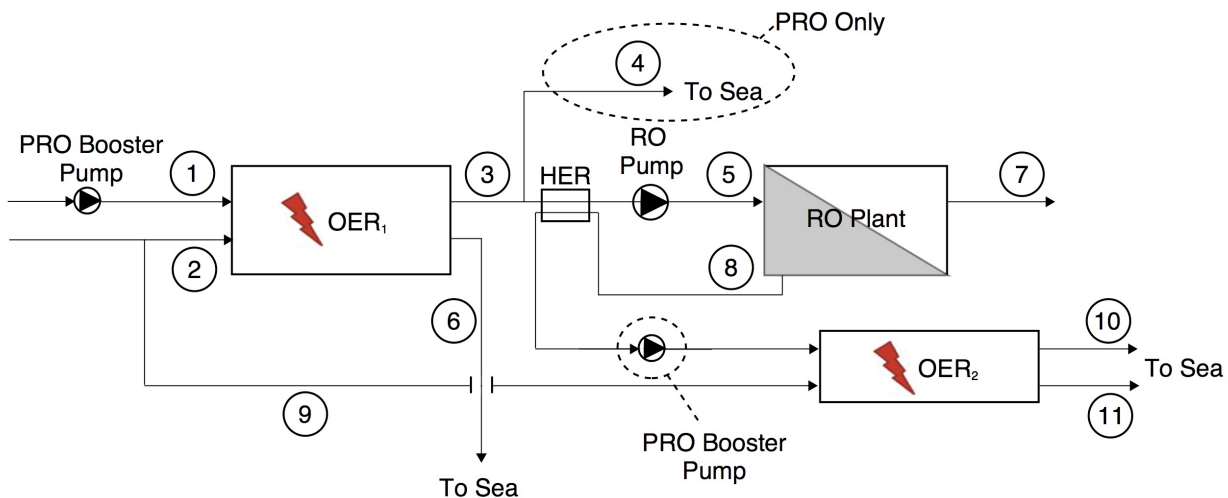 PRO Only
4
To Sea
PRO Booster
Pump
1
3
HER
RO
Pump
5
7
OER₁
RO Plant
2
8
6
10
OER₂
To Sea
9
11
PRO Booster
Pump
To Sea